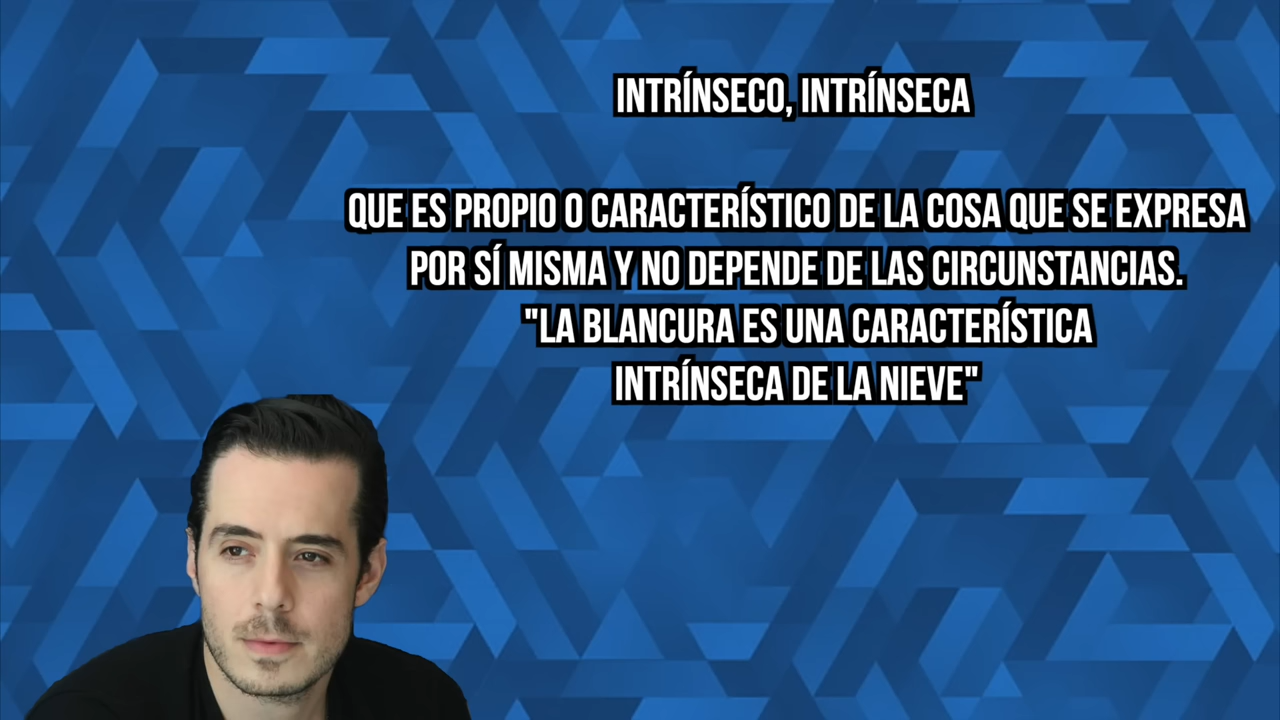 INTRÍNSECO, INTRÍNSECA
QUE ES PROPIO O CARACTERÍSTICO DE LA COSA QUE SE EXPRESA
POR SÍ MISMA Y NO DEPENDE DE LAS CIRCUNSTANCIAS.
"LA BLANCURA ES UNA CARACTERÍSTICA
INTRÍNSECA DE LA NIEVE"